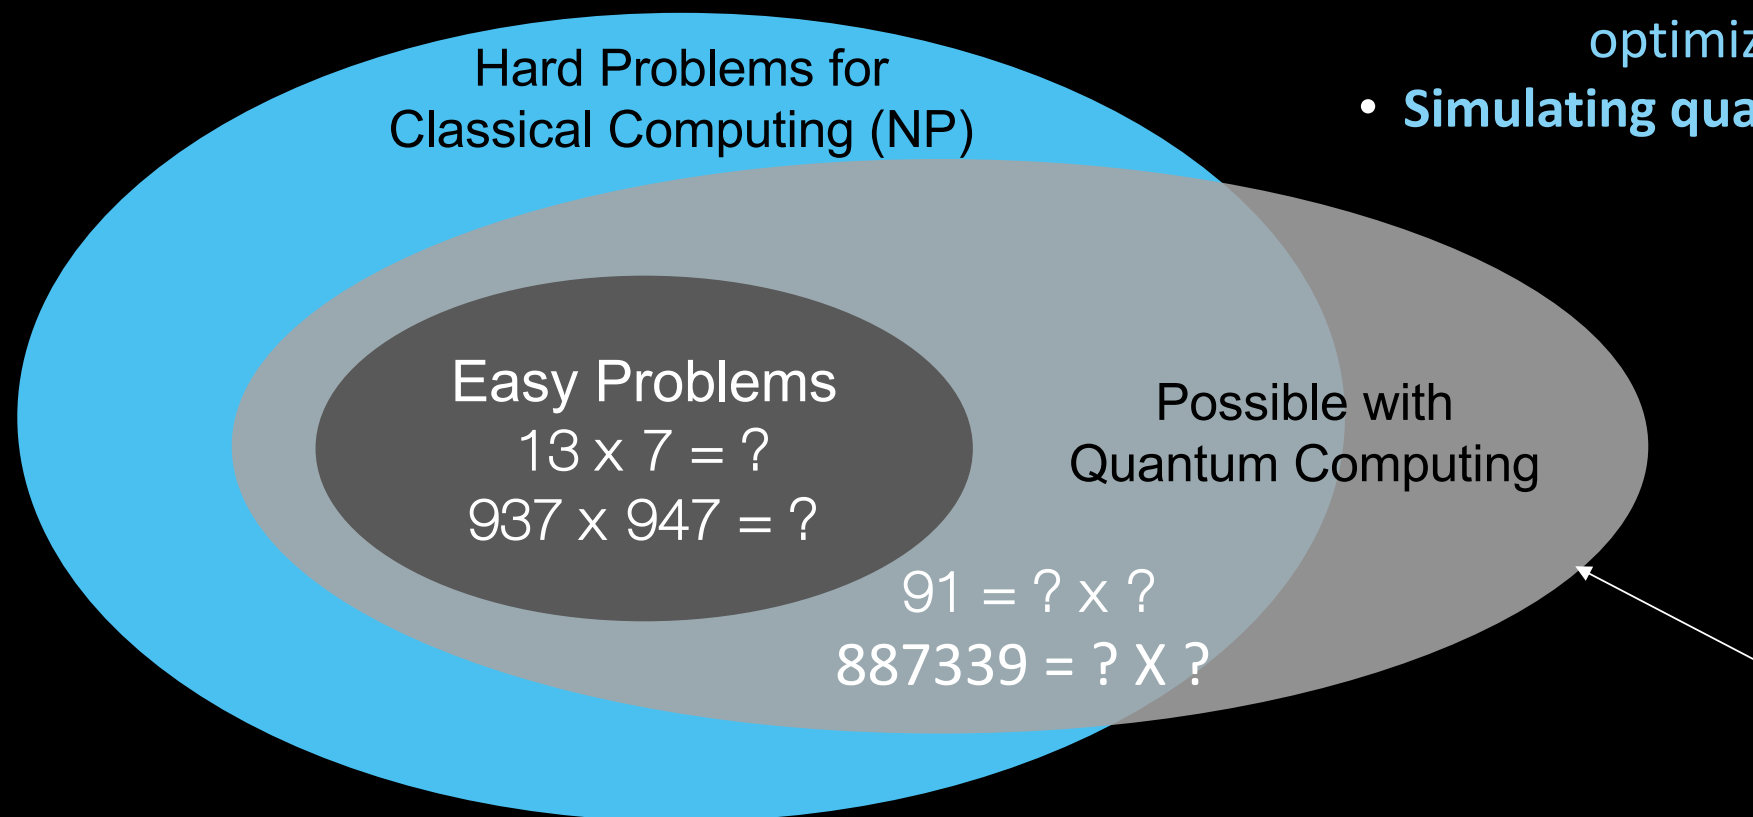 optimiz
• Simulating qua
Hard Problems for
Classical Computing (NP)
Easy Problems
13 x 7 = ?
937 x 947 = ?
Possible with
Quantum Computing
91 = ? x ?
887339 = ? X ?